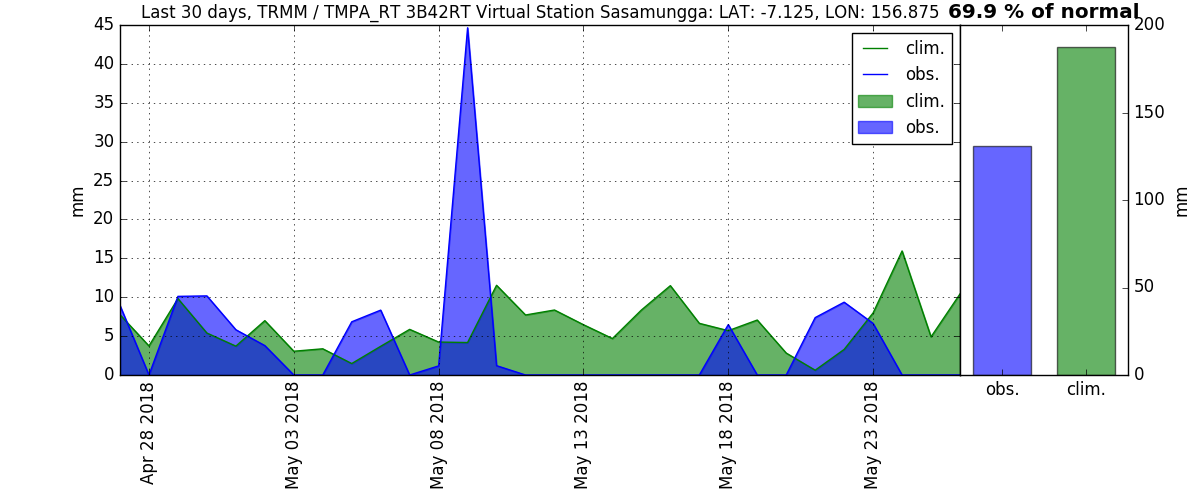 Last 30 days, TRMM / TMPA_RT 3B42RT Virtual Station Sasamungga: LAT: -7.125, LON: 156.875
69.9 % of normal
45
40
35
30
25
20
15
10
5
0
mm
clim.
obs.
clim.
obs.
Apr 28 2018
May 03 2018
May 08 2018
May 13 2018
May 18 2018
May 23 2018
200
150
100
50
0
mm
obs.
clim.